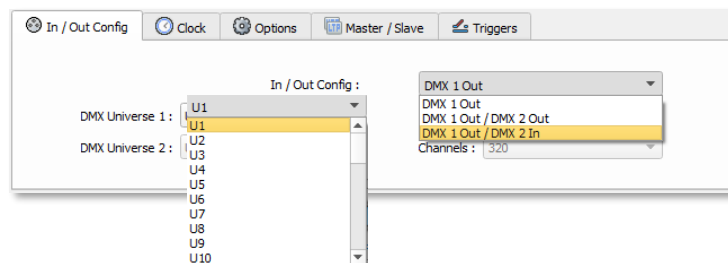 In / Out Config
Clock
Options
LTP
Master / Slave
Triggers
In / Out Config :
DMX 1 Out
DMX 1 Out
DMX 1 Out / DMX 2 Out
DMX 1 Out / DMX 2 In
DMX Universe 1 :
U1
U1
U2
U3
U4
U5
U6
U7
U8
U9
U10
DMX Universe 2 :
Channels :
320